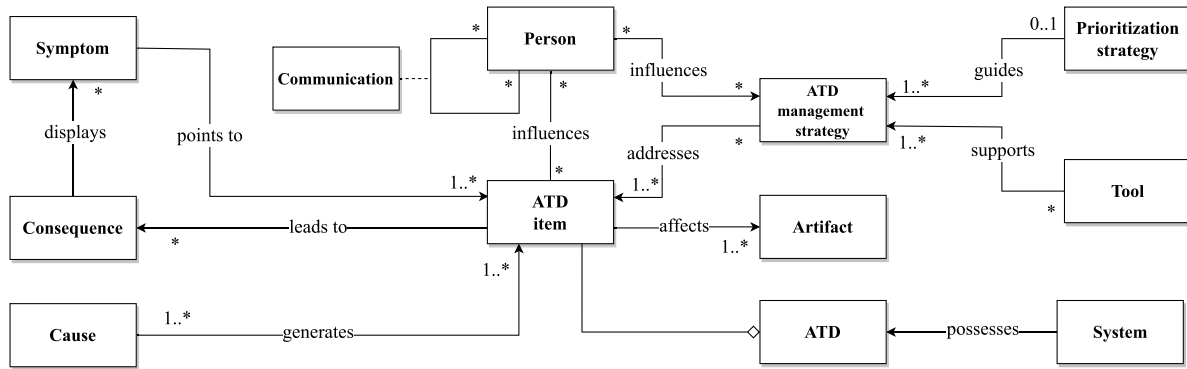 Symptom
*
displays
points to
Consequence
*
leads to
1..*
Cause
1..*
generates
1..*
Communication
*
Person
*
*
*
influences
*
influences
*
ATD
item
ATD
management
strategy
*
addresses
1..*
0..1
Prioritization
strategy
guides
1..*
1..*
supports
*
Tool
affects
1..*
Artifact
ATD
possesses
System